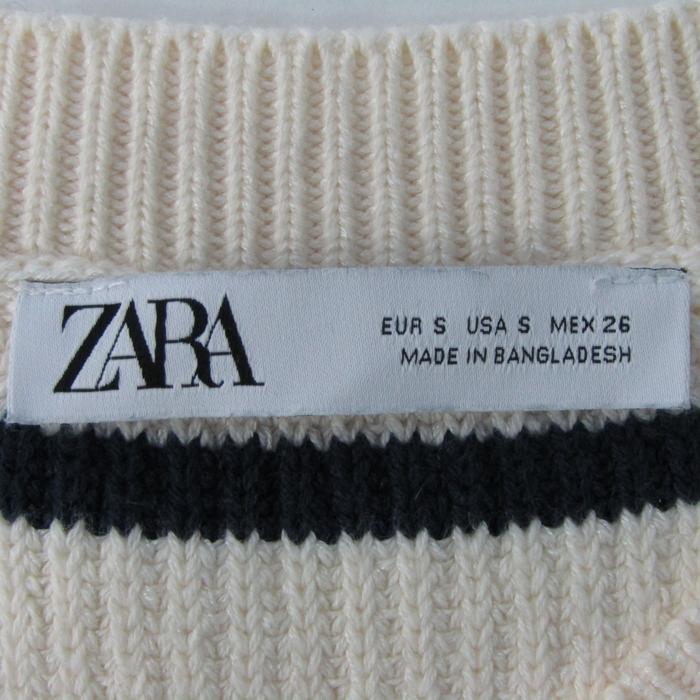 ZARA
EUR S USA S MEX 26
MADE IN BANGLADESH